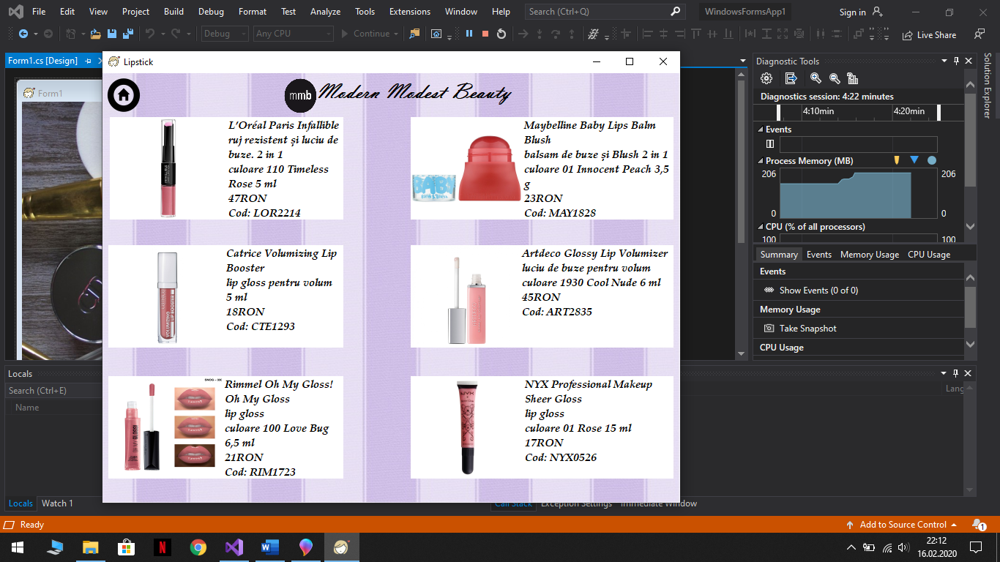 File Edit View Project Build Debug Format Test Analyze Tools Extensions Window Help Search (Ctrl+Q) WindowsFormsApp1 Sign in
Debug Any CPU Continue Live Share
Form1.cs [Design]
Form1
Lipstick
mmb Modern Modest Beauty
L'Oréal Paris Infallible
ruj rezistent și luciu de
buze. 2 in 1
culoare 110 Timeless
Rose 5 ml
47RON
Cod: LOR2214
Maybelline Baby Lips Balm
Blush
balsam de buze și Blush 2 in 1
culoare 01 Innocent Peach 3,5
g
23RON
Cod: MAY1828
Catrice Volumizing Lip
Booster
lip gloss pentru volum
5 ml
18RON
Cod: CTE1293
VOLUMIZING
LIP BOOSTER
Artdeco Glossy Lip Volumizer
luciu de buze pentru volum
culoare 1930 Cool Nude 6 ml
45RON
Cod: ART2835
Rimmel Oh My Gloss!
Oh My Gloss
lip gloss
culoare 100 Love Bug
6,5 ml
21RON
Cod: RIM1723
OH MY GLOSS!
NYX Professional Makeup
Sheer Gloss
lip gloss
culoare 01 Rose 15 ml
17RON
Cod: NYX0526
NYX
Diagnostic Tools
Diagnostics session: 4:22 minutes
4:10min 4:20min
Events
Process Memory (MB)
206 206
0 0
CPU (% of all processors)
100 100
Summary Events Memory Usage CPU Usage
Events
Show Events (0 of 0)
Memory Usage
Take Snapshot
CPU Usage
Solution Explorer
Locals
Search (Ctrl+E)
Name
Lang
Locals Watch 1
Call Stack Exception Settings Immediate Window
Ready Add to Source Control 1
22:12
16.02.2020